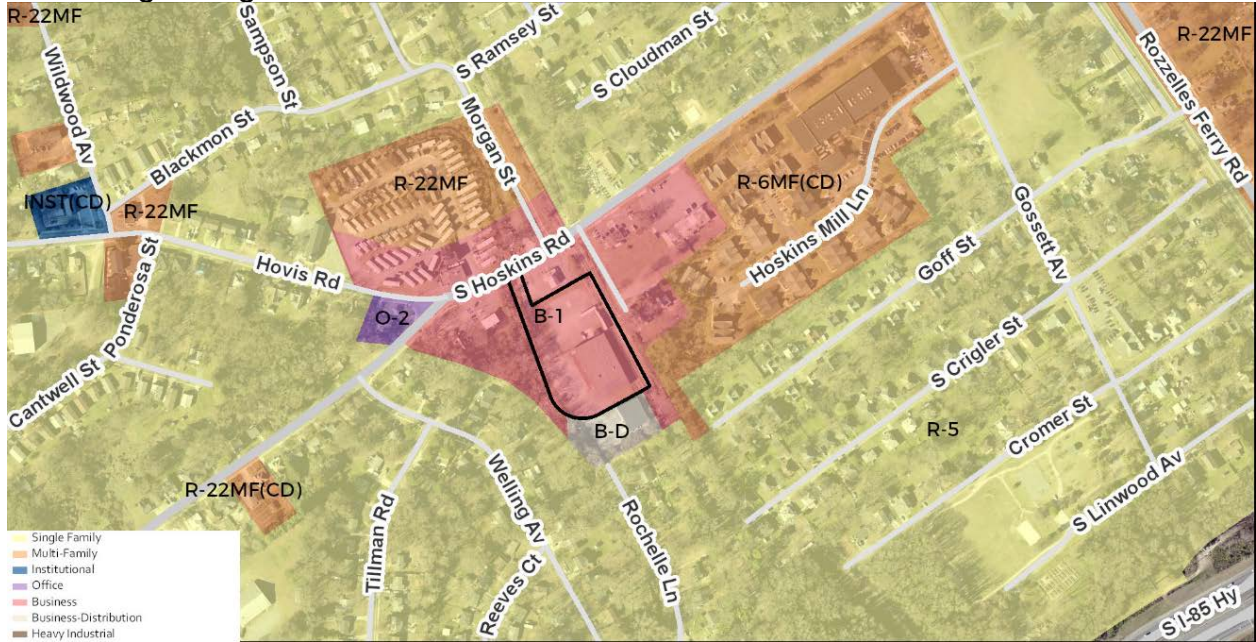 R-22MF
Wildwood Av
Sampson St
S Ramsey St
S Cloudman St
R-22MF
Rozzelles Ferry Rd
Blackmon St
Morgan St
R-22MF
R-6MF(CD)
INST(CD)
R-22MF
Hoskins Mill Ln
Gossett Av
Ponderosa St
Hovis Rd
S Hoskins Rd
Goff St
O-2
B-1
Cantwell St
S Crigler St
B-D
R-5
Cromer St
R-22MF(CD)
Tillman Rd
Welling Av
Rochelle Ln
S Linwood Av
Reeves Ct
S I-85 Hy
Single Family
Multi-Family
Institutional
Office
Business
Business-Distribution
Heavy Industrial